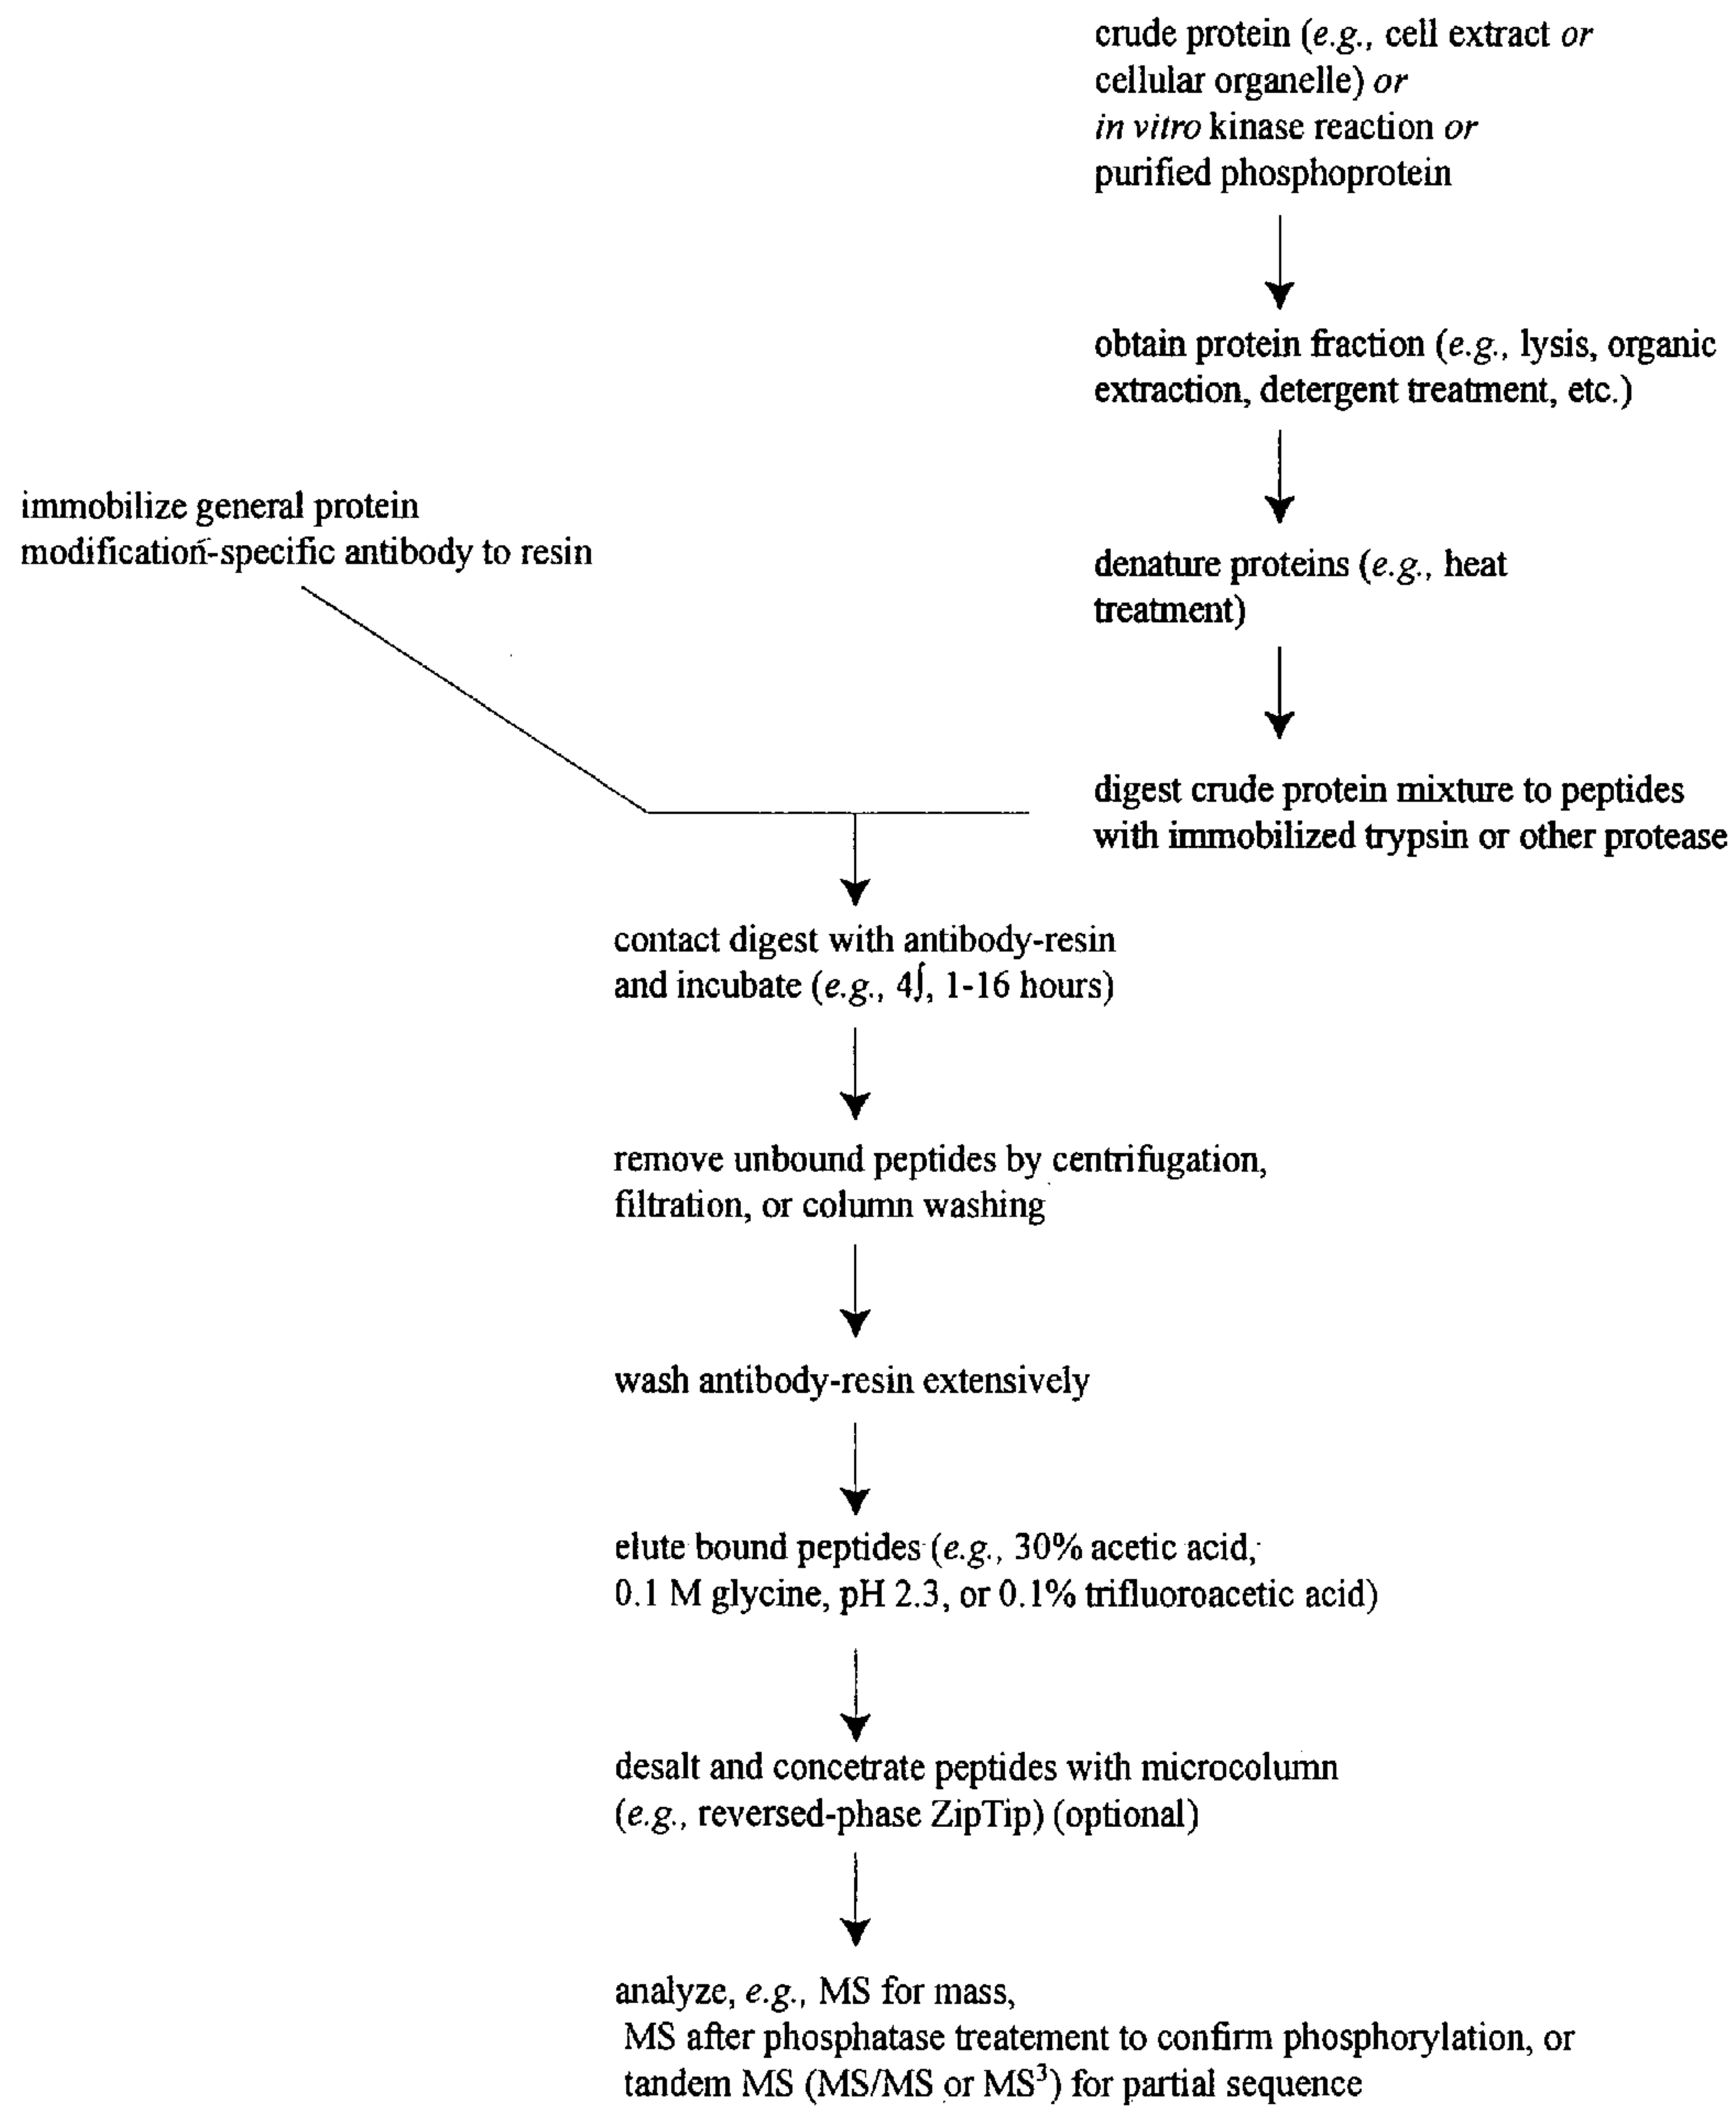 crude protein (e.g., cell extract or
cellular organelle) or
in vitro kinase reaction or
purified phosphoprotein
obtain protein fraction (e.g., lysis, organic
extraction, detergent treatment, etc.)
immobilize general protein
modification-specific antibody to resin
denature proteins (e.g., heat
treatment)
digest crude protein mixture to peptides
with immobilized trypsin or other protease
contact digest with antibody-resin
and incubate (e.g., 4∫, 1-16 hours)
remove unbound peptides by centrifugation,
filtration, or column washing
wash antibody-resin extensively
elute bound peptides (e.g., 30% acetic acid,
0.1 M glycine, pH 2.3, or 0.1% trifluoroacetic acid)
desalt and concetrate peptides with microcolumn
(e.g., reversed-phase ZipTip) (optional)
analyze, e.g., MS for mass,
MS after phosphatase treatement to confirm phosphorylation, or
tandem MS (MS/MS or MS³) for partial sequence